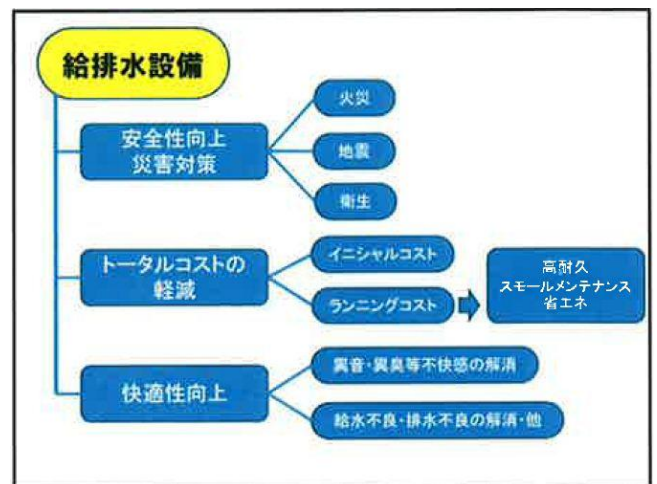 給排水設備
安全性向上
災害対策
火災
地震
衛生
トータルコストの
軽減
イニシャルコスト
ランニングコスト
高耐久
スモールメンテナンス
省エネ
快適性向上
異音・異臭等不快感の解消
給水不良・排水不良の解消・他